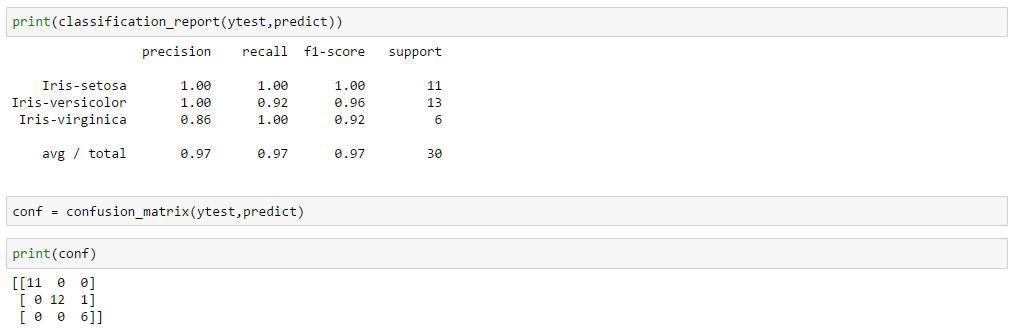 print(classification_report(ytest,predict))
precision recall f1-score support
Iris-setosa 1.00 1.00 1.00 11
Iris-versicolor 1.00 0.92 0.96 13
Iris-virginica 0.86 1.00 0.92 6
avg / total 0.97 0.97 0.97 30
conf = confusion_matrix(ytest,predict)
print(conf)
[[11 0 0]
[ 0 12 1]
[ 0 0 6]]